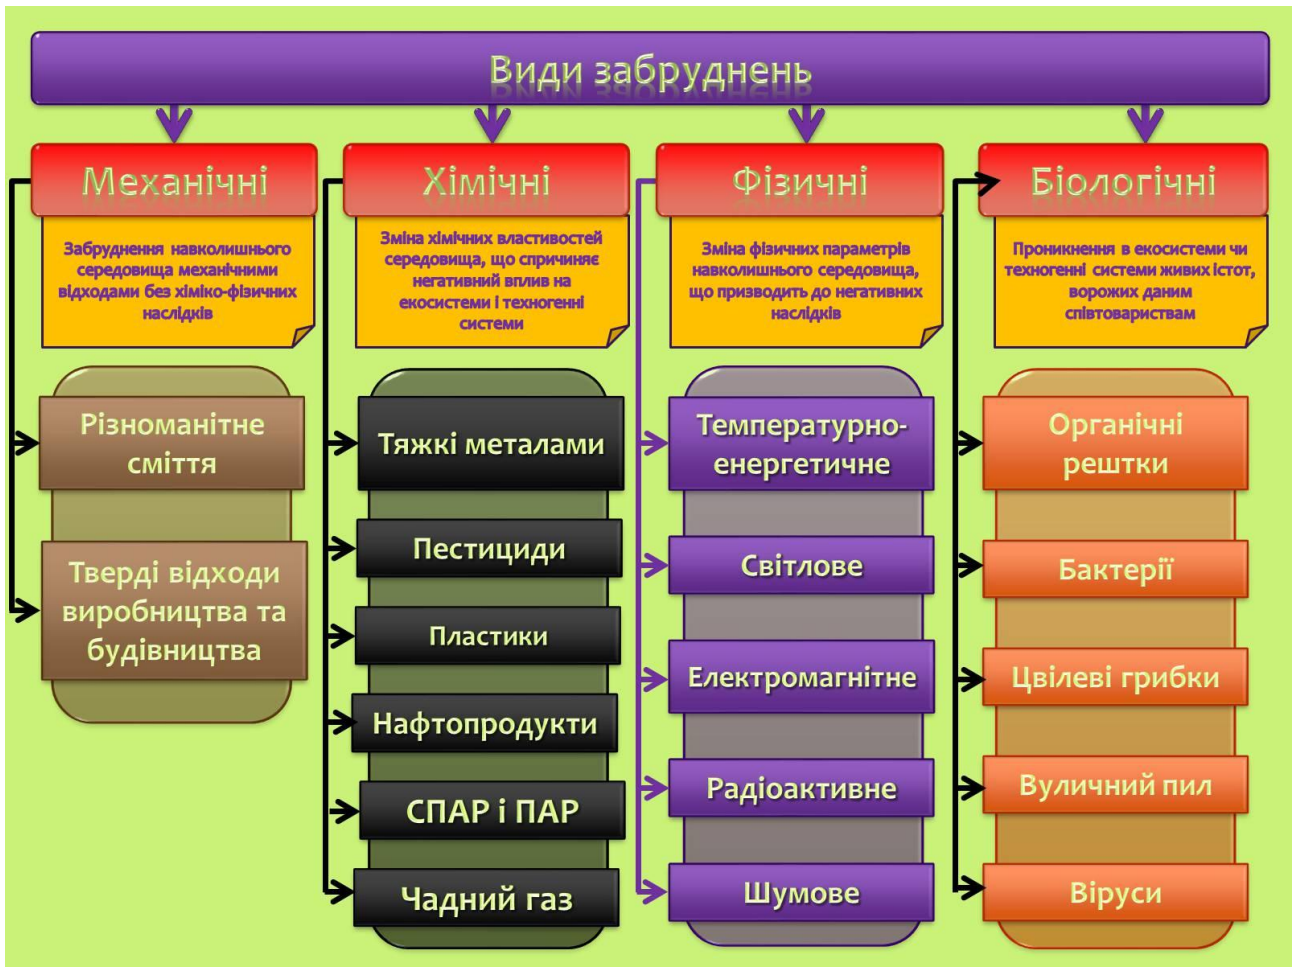 Види забруднень
Механічні
Забруднення навколишнього
середовища механічними
відходами без хіміко-фізичних
наслідків
Різноманітне
сміття
Тверді відходи
виробництва та
будівництва
Хімічні
Зміна хімічних властивостей
середовища, що спричиняє
негативний вплив на
екосистеми і техногенні
системи
Тяжкі металами
Пестициди
Пластики
Нафтопродукти
СПАР і ПАР
Чадний газ
Фізичні
Зміна фізичних параметрів
навколишнього середовища,
що призводить до негативних
наслідків
Температурно-
енергетичне
Світлове
Електромагнітне
Радіоактивне
Шумове
Біологічні
Проникнення в екосистеми чи
техногенні системи живих істот,
ворожих даним
співтовариствам
Органічні
рештки
Бактерії
Цвілеві грибки
Вуличний пил
Віруси